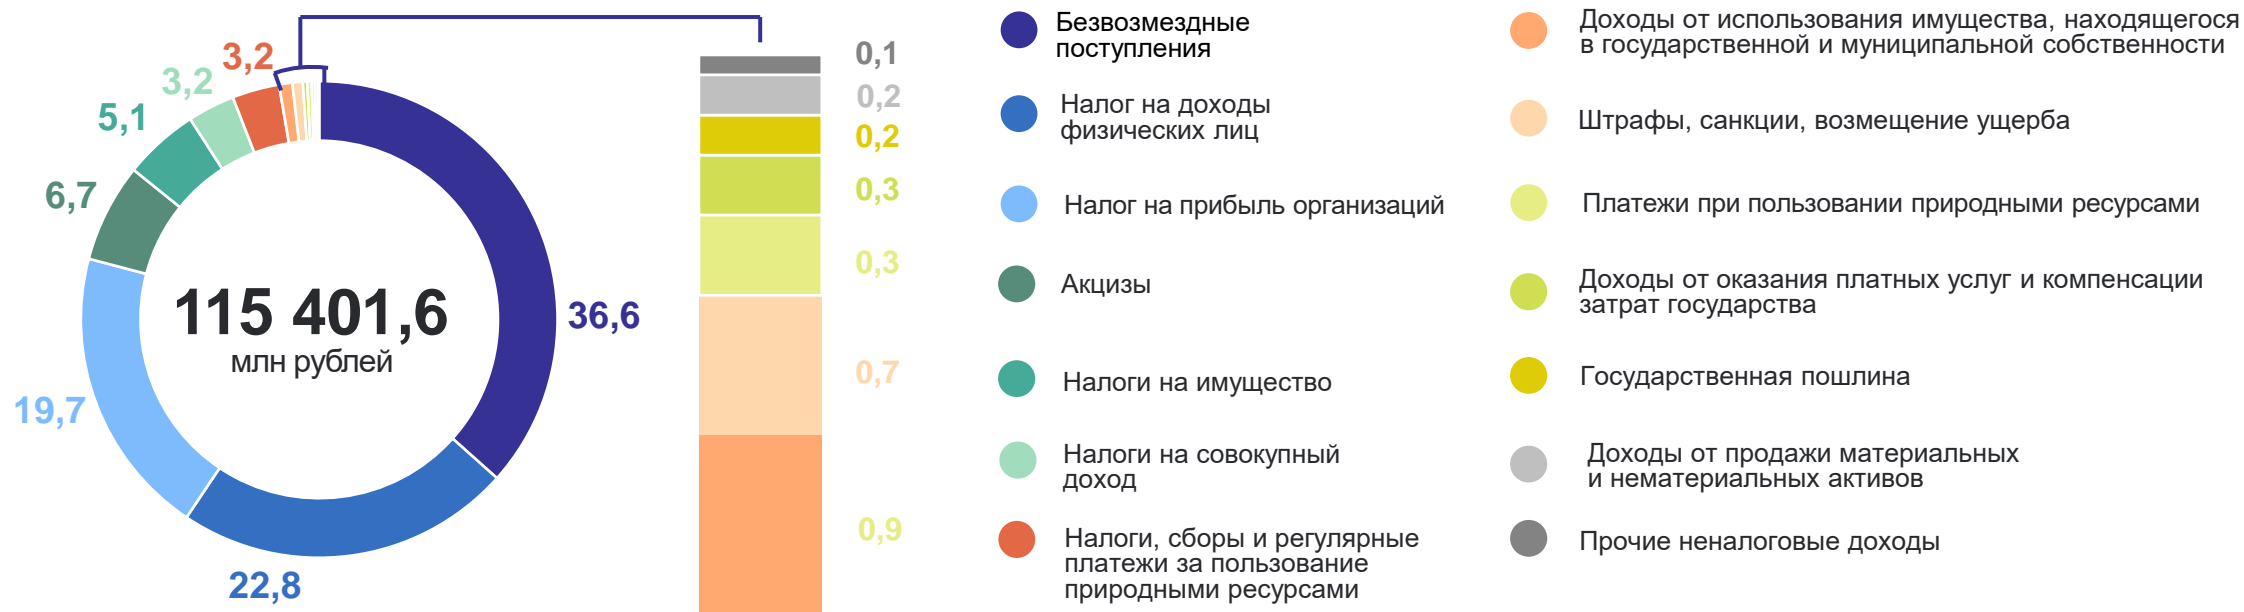 3,2
3,2
5,1
6,7
19,7
22,8
36,6
115 401,6
млн рублей
0,1
0,2
0,2
0,3
0,3
0,7
0,9
Безвозмездные
поступления
Налог на доходы
физических лиц
Налог на прибыль организаций
Акцизы
Налоги на имущество
Налоги на совокупный
доход
Налоги, сборы и регулярные
платежи за пользование
природными ресурсами
Доходы от использования имущества, находящегося
в государственной и муниципальной собственности
Штрафы, санкции, возмещение ущерба
Платежи при пользовании природными ресурсами
Доходы от оказания платных услуг и компенсации
затрат государства
Государственная пошлина
Доходы от продажи материальных
и нематериальных активов
Прочие неналоговые доходы